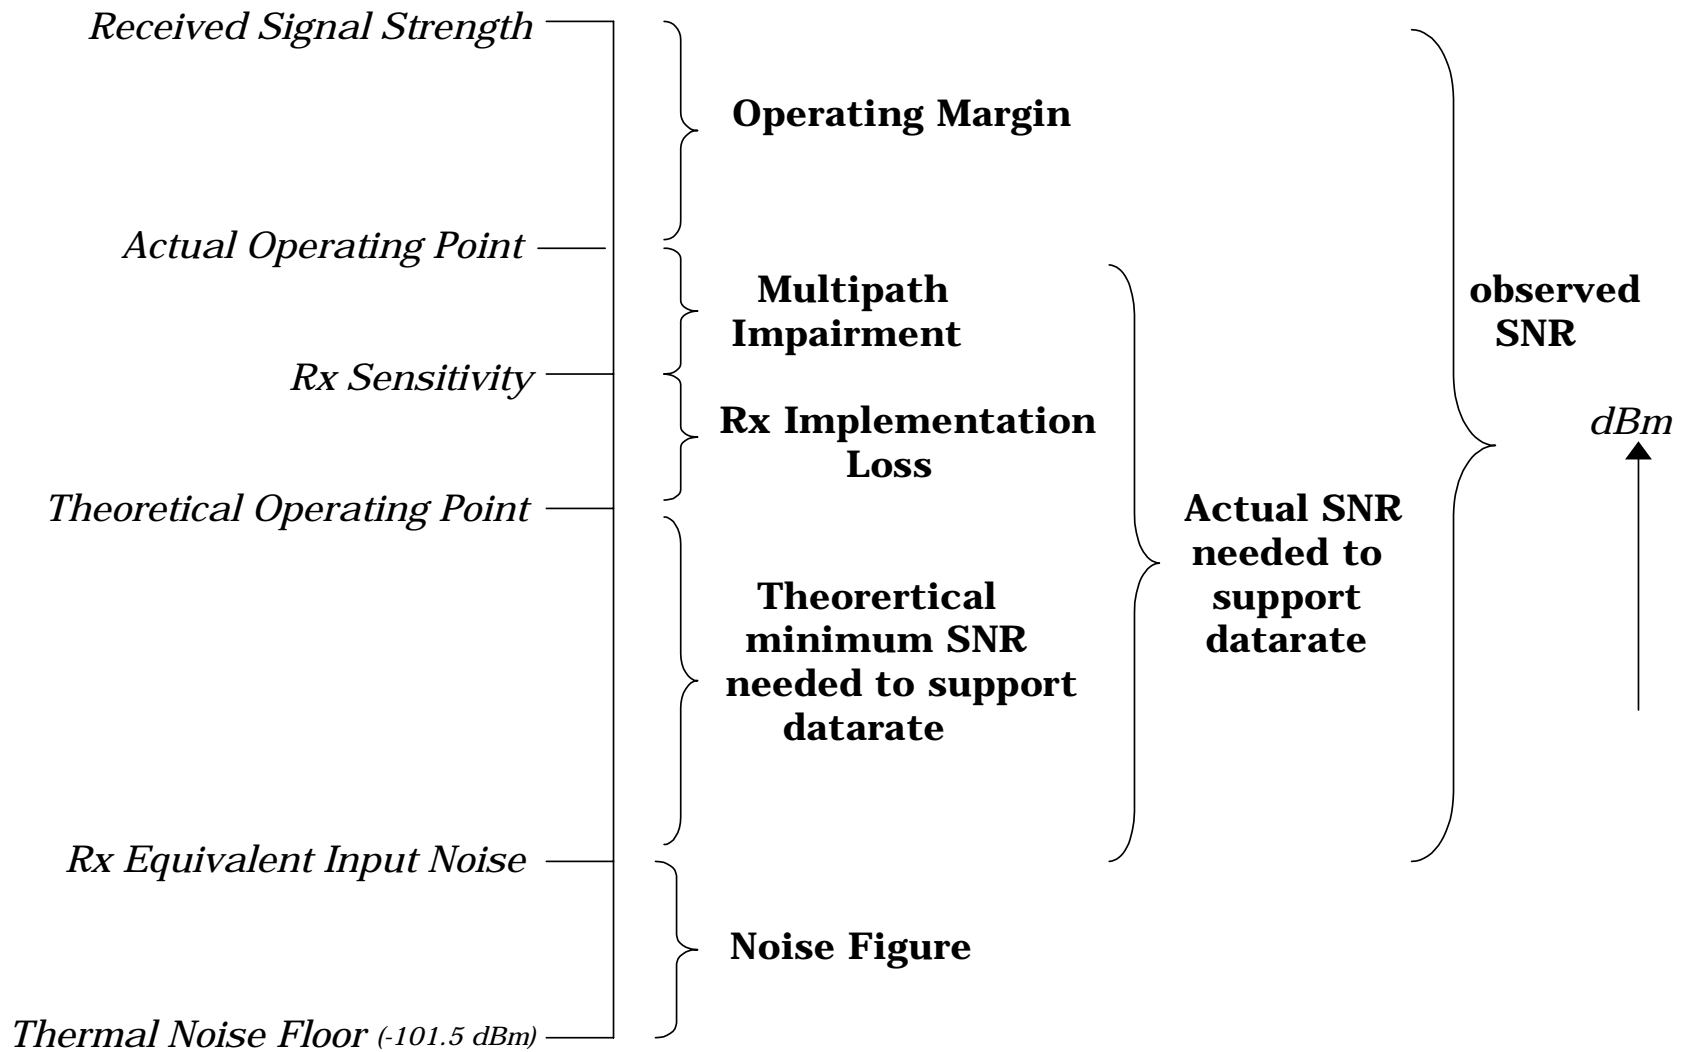 Received Signal Strength
Operating Margin
Actual Operating Point
Multipath
Impairment
observed
SNR
Rx Sensitivity
Rx Implementation
Loss
dBm
Theoretical Operating Point
Actual SNR
needed to
support
datarate
Theorertical
minimum SNR
needed to support
datarate
Rx Equivalent Input Noise
Noise Figure
Thermal Noise Floor (-101.5 dBm)